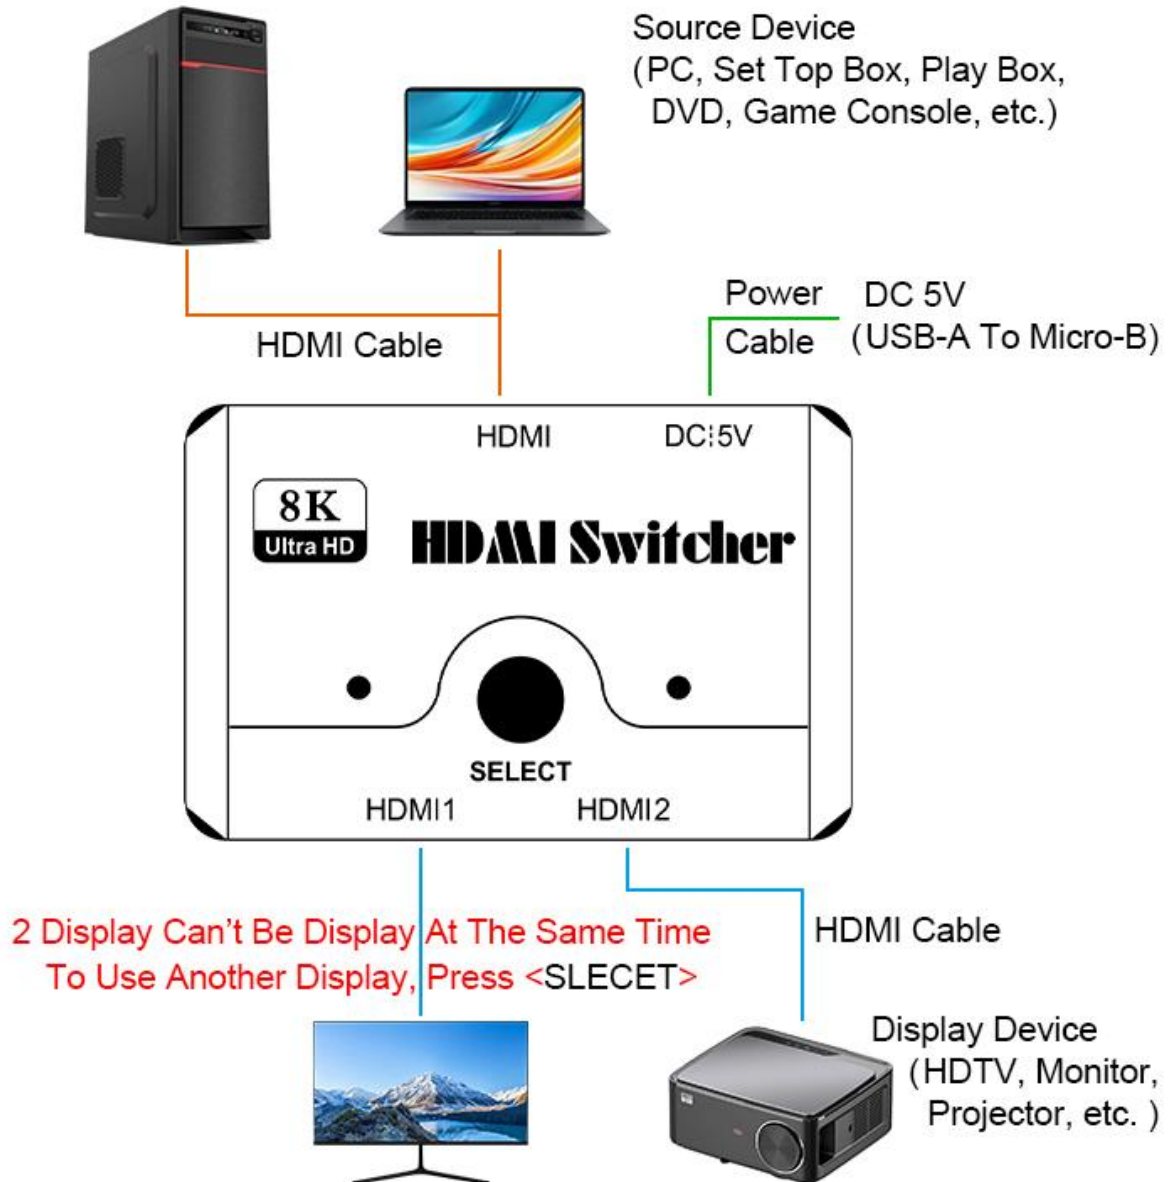 Source Device
(PC, Set Top Box, Play Box,
DVD, Game Console, etc.)
Power
Cable
DC 5V
(USB-A To Micro-B)
HDMI Cable
HDMI
DC⁝5V
8K
Ultra HD
HDMI Switcher
SELECT
HDMI1
HDMI2
2 Display Can't Be Display At The Same Time
To Use Another Display, Press <SLECET>
HDMI Cable
Display Device
(HDTV, Monitor,
Projector, etc. )